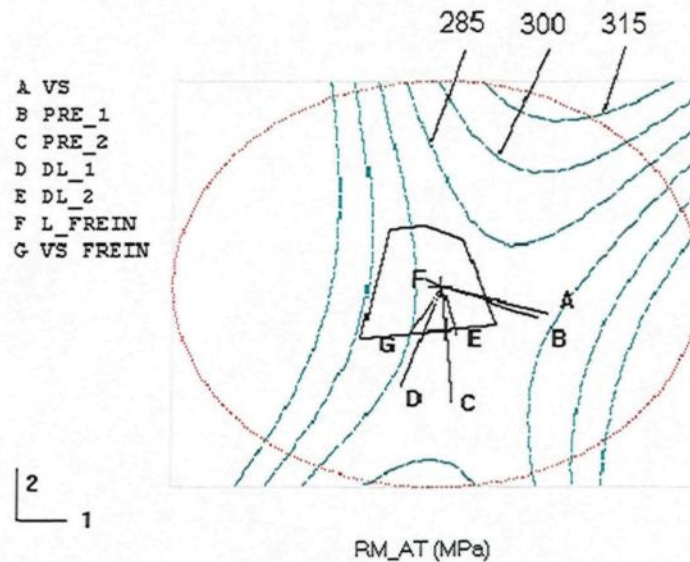 285 300 315
A VS
B PRE_1
C PRE_2
D DL_1
E DL_2
F L_FREIN
G VS FREIN
F
A
B
G E
D C
2
1
RM_AT (MPa)